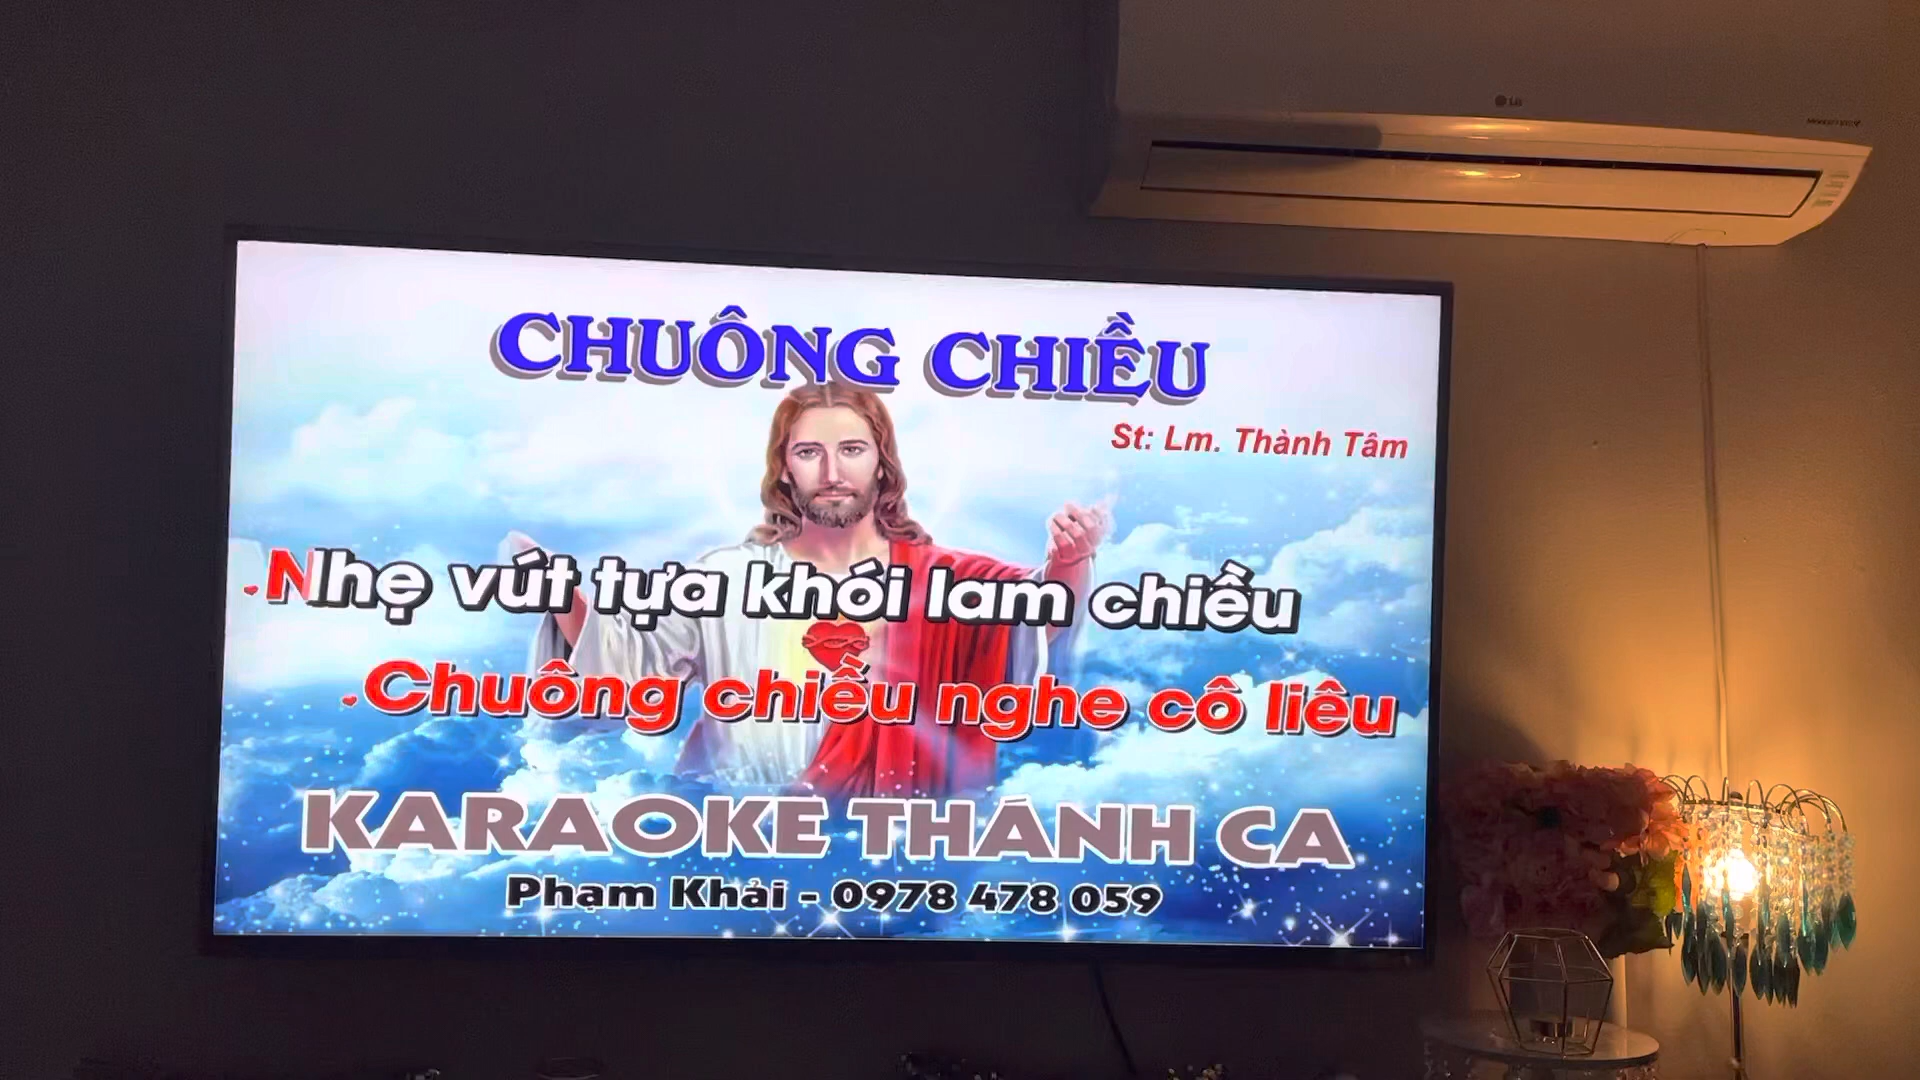 LG
CHUÔNG CHIỀU
St: Lm. Thành Tâm
Nhẹ vút tựa khói lam chiều
Chuông chiều nghe cô liêu
KARAOKE THÁNH CA
Phạm Khải - 0978 478 059